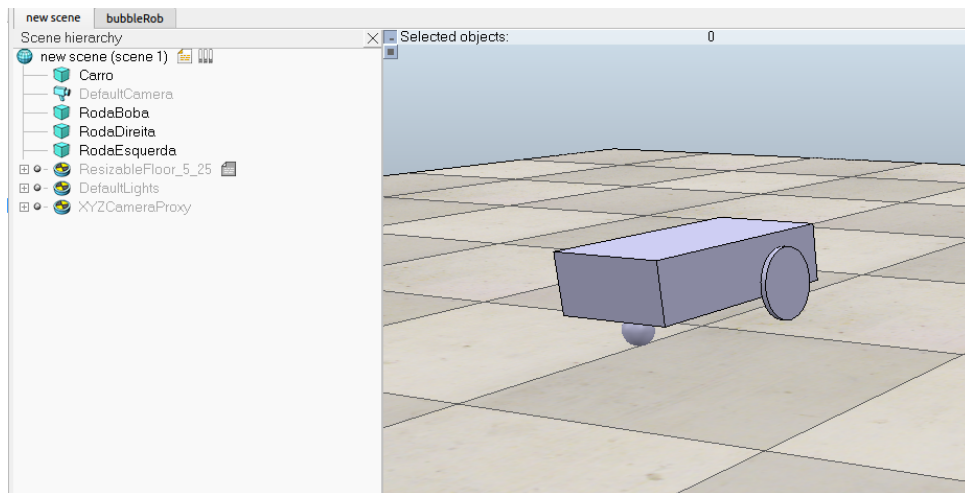 new scene bubbleRob
Scene hierarchy
Selected objects: 0
new scene (scene 1)
Carro
DefaultCamera
RodaBoba
RodaDireita
RodaEsquerda
ResizableFloor_5_25
DefaultLights
XYZCameraProxy